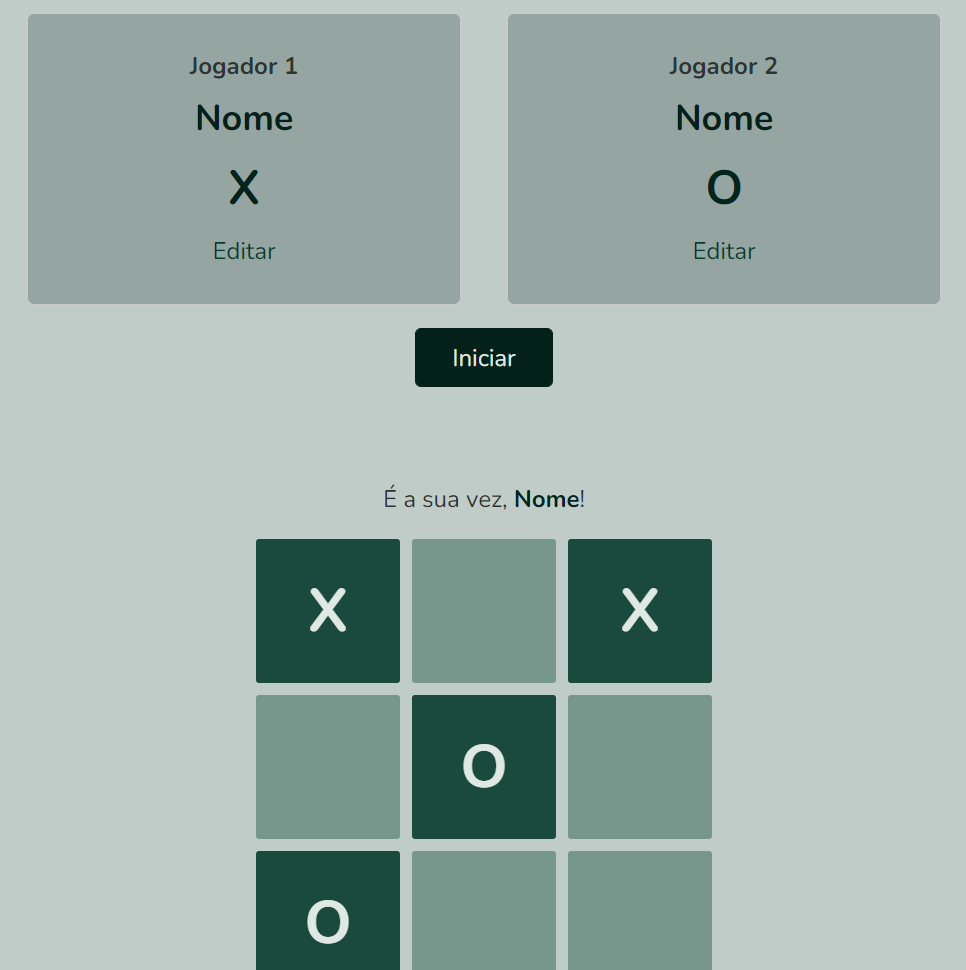 Jogador 1
Nome
X
Editar
Jogador 2
Nome
O
Editar
Iniciar
É a sua vez, Nome!
X X
O
O